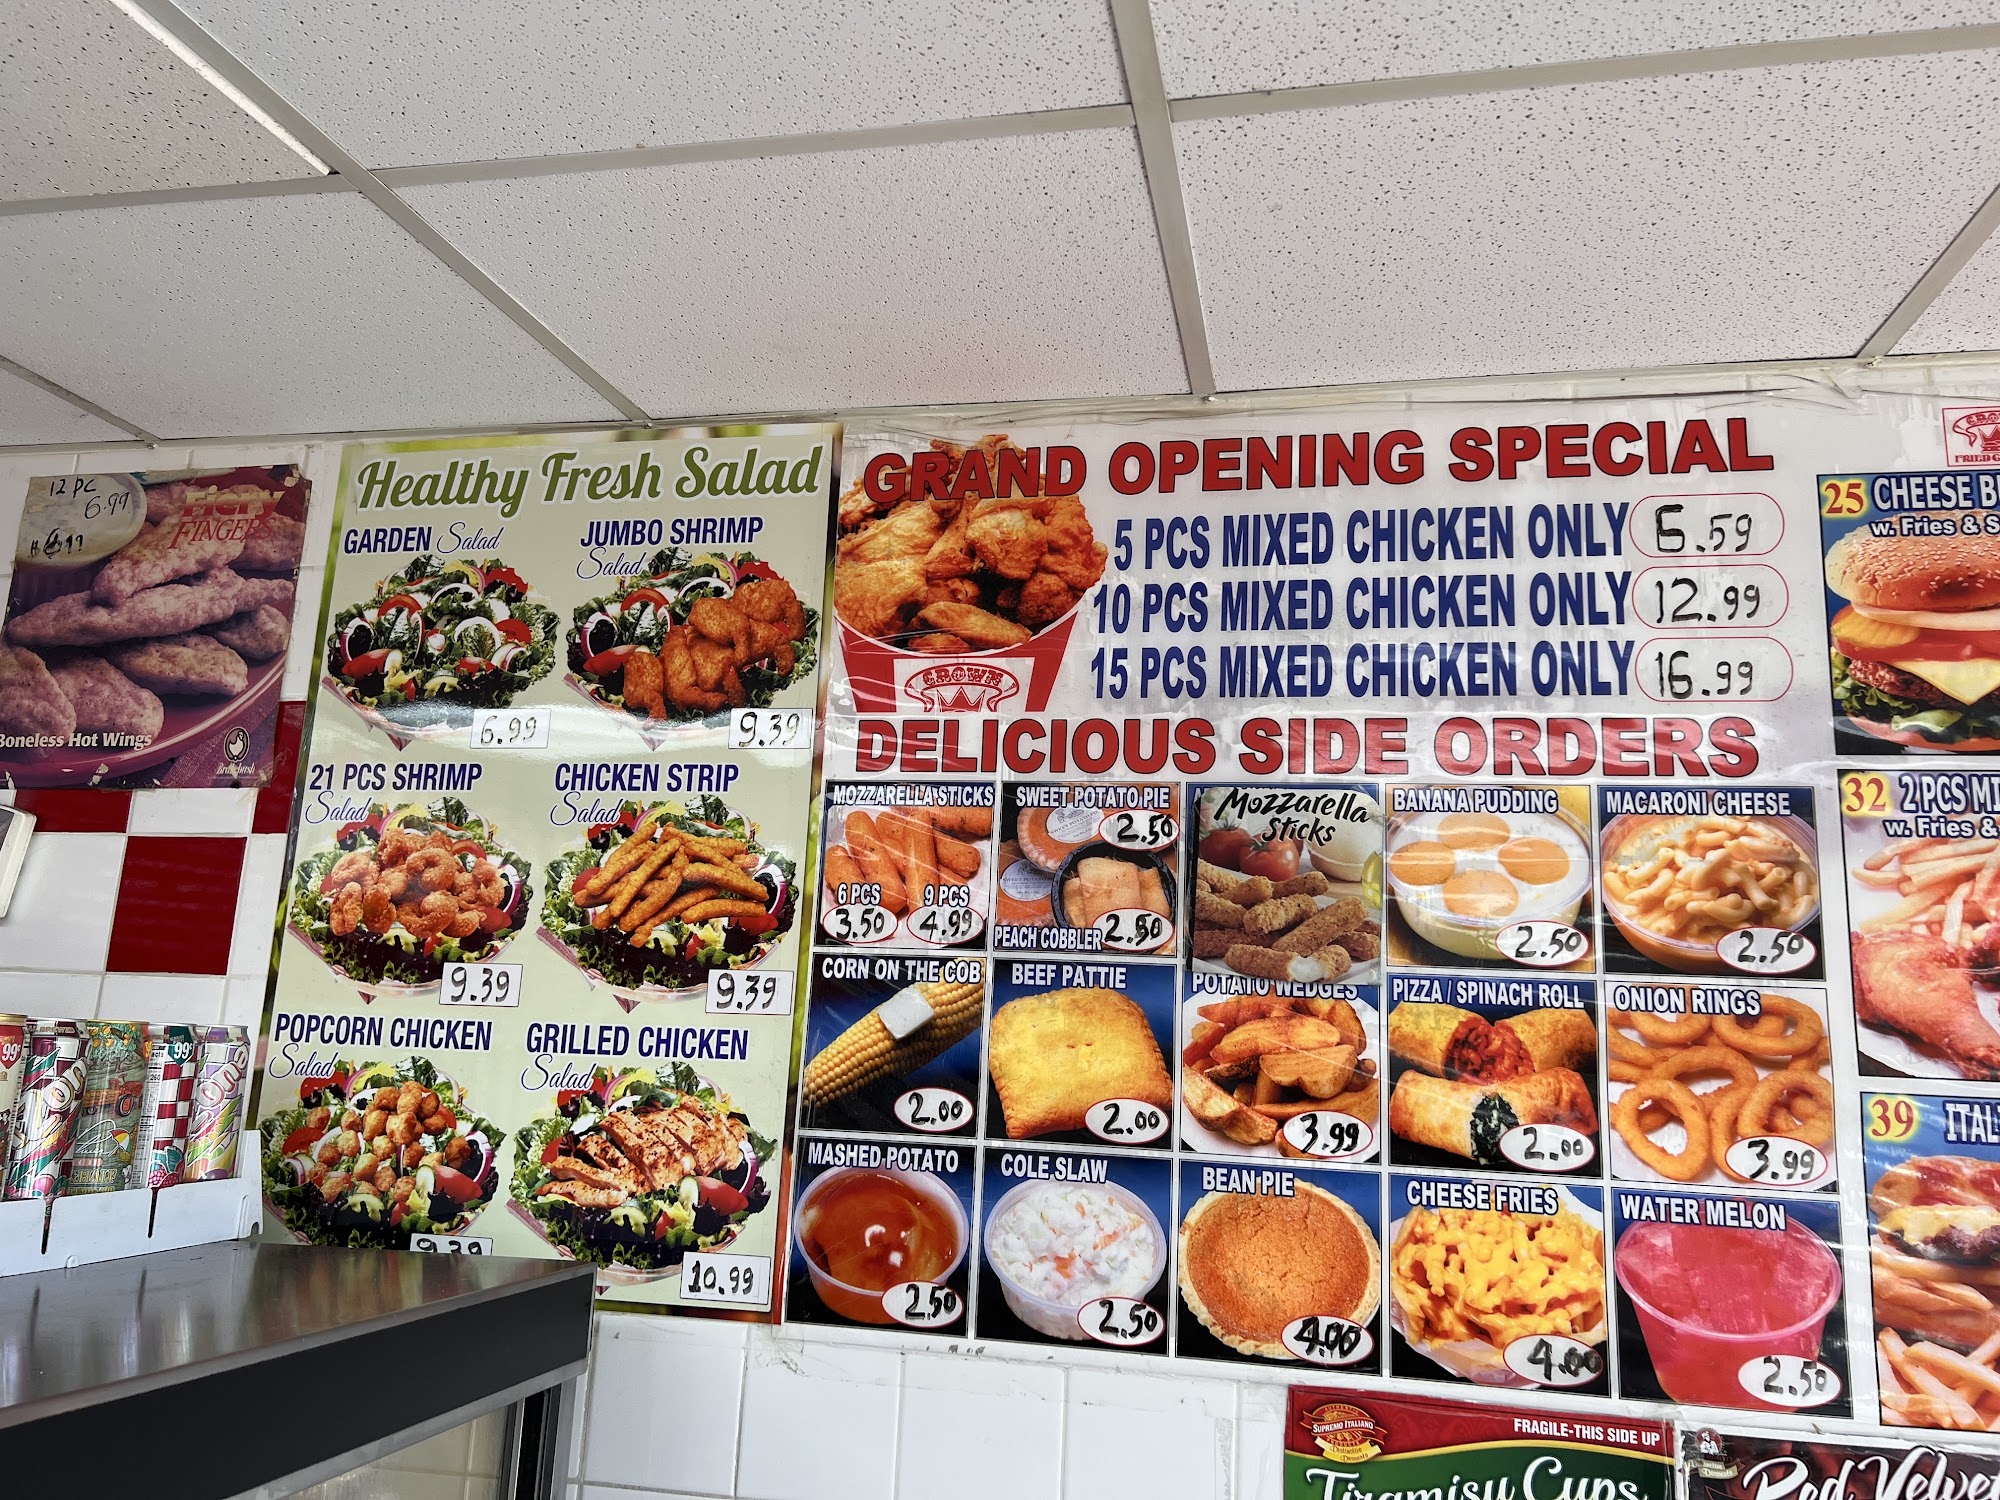 12 PC
6.99
Fiery
FINGERS
Boneless Hot Wings
Healthy Fresh Salad
GARDEN Salad
6.99
JUMBO SHRIMP
Salad
9.39
21 PCS SHRIMP
Salad
9.39
CHICKEN STRIP
Salad
9.39
POPCORN CHICKEN
Salad
9.39
GRILLED CHICKEN
Salad
10.99
99¢
GRAND OPENING SPECIAL
5 PCS MIXED CHICKEN ONLY 6.59
10 PCS MIXED CHICKEN ONLY 12.99
15 PCS MIXED CHICKEN ONLY 16.99
CROWN
DELICIOUS SIDE ORDERS
MOZZARELLA STICKS
6 PCS 9 PCS
3.50 4.99
SWEET POTATO PIE
2.50
PEACH COBBLER 2.50
Mozzarella
Sticks
BANANA PUDDING
2.50
MACARONI CHEESE
2.50
CORN ON THE COB
2.00
BEEF PATTIE
2.00
POTATO WEDGES
3.99
PIZZA / SPINACH ROLL
2.00
ONION RINGS
3.99
MASHED POTATO
2.50
COLE SLAW
2.50
BEAN PIE
4.00
CHEESE FRIES
4.00
WATER MELON
2.50
25 CHEESE B
w. Fries & S
32 2 PCS MI
w. Fries &
39 ITAL
SUPREMO ITALIANO
FRAGILE-THIS SIDE UP
Tiramisu Cups
Red Velvet